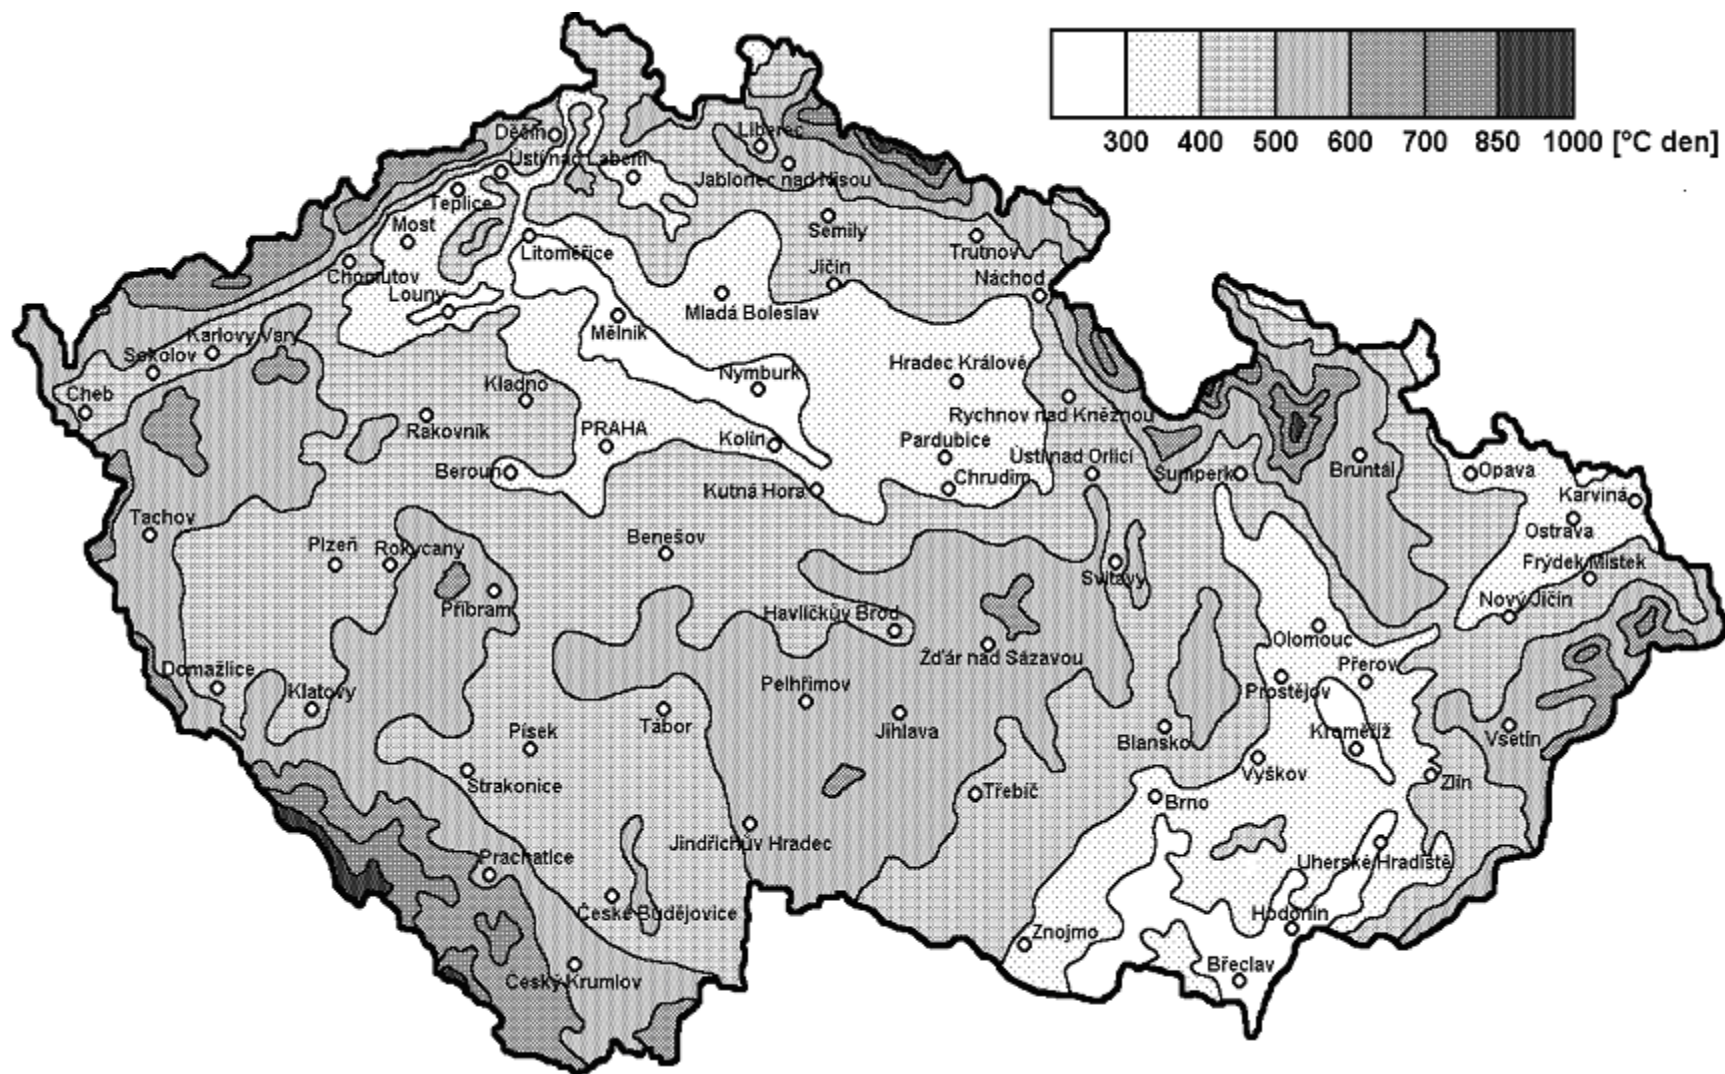 300 400 500 600 700 850 1000 [°C den]
Děčín
Liberec
Ústí nad Labem
Jablonec nad Nisou
Teplice
Most
Semily
Litoměřice
Trutnov
Chomutov
Jičín
Náchod
Louny
Mladá Boleslav
Mělník
Karlovy Vary
Sokolov
Hradec Králové
Kladno
Nymburk
Cheb
Rychnov nad Kněžnou
Rakovník
PRAHA
Kolín
Pardubice
Ústí nad Orlicí
Beroun
Šumperk
Bruntál
Opava
Chrudim
Kutná Hora
Karviná
Tachov
Ostrava
Plzeň
Rokycany
Benešov
Frýdek Místek
Svitavy
Příbram
Nový Jičín
Havlíčkův Brod
Olomouc
Žďár nad Sázavou
Domažlice
Přerov
Klatovy
Pelhřimov
Prostějov
Písek
Tábor
Jihlava
Kroměříž
Blansko
Vsetín
Vyškov
Strakonice
Třebíč
Zlín
Brno
Jindřichův Hradec
Prachatice
Uherské Hradiště
České Budějovice
Hodonín
Znojmo
Břeclav
Český Krumlov